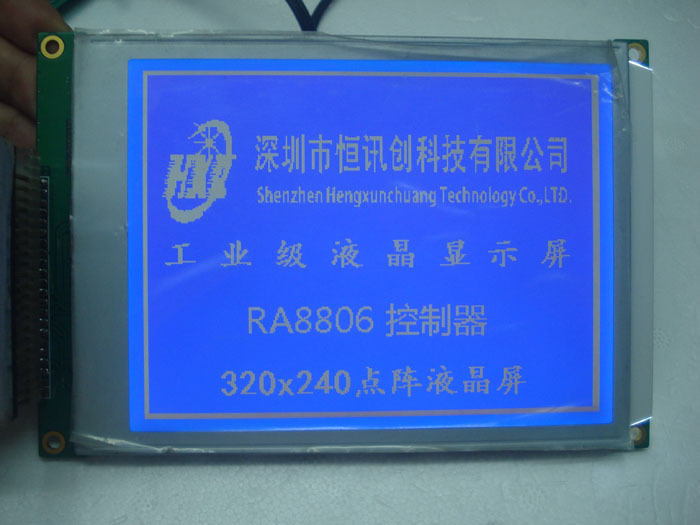 HXC
深圳市恒讯创科技有限公司
Shenzhen Hengxunchuang Technology Co.,LTD.
工业级液晶显示屏
RA8806 控制器
320x240点阵液晶屏